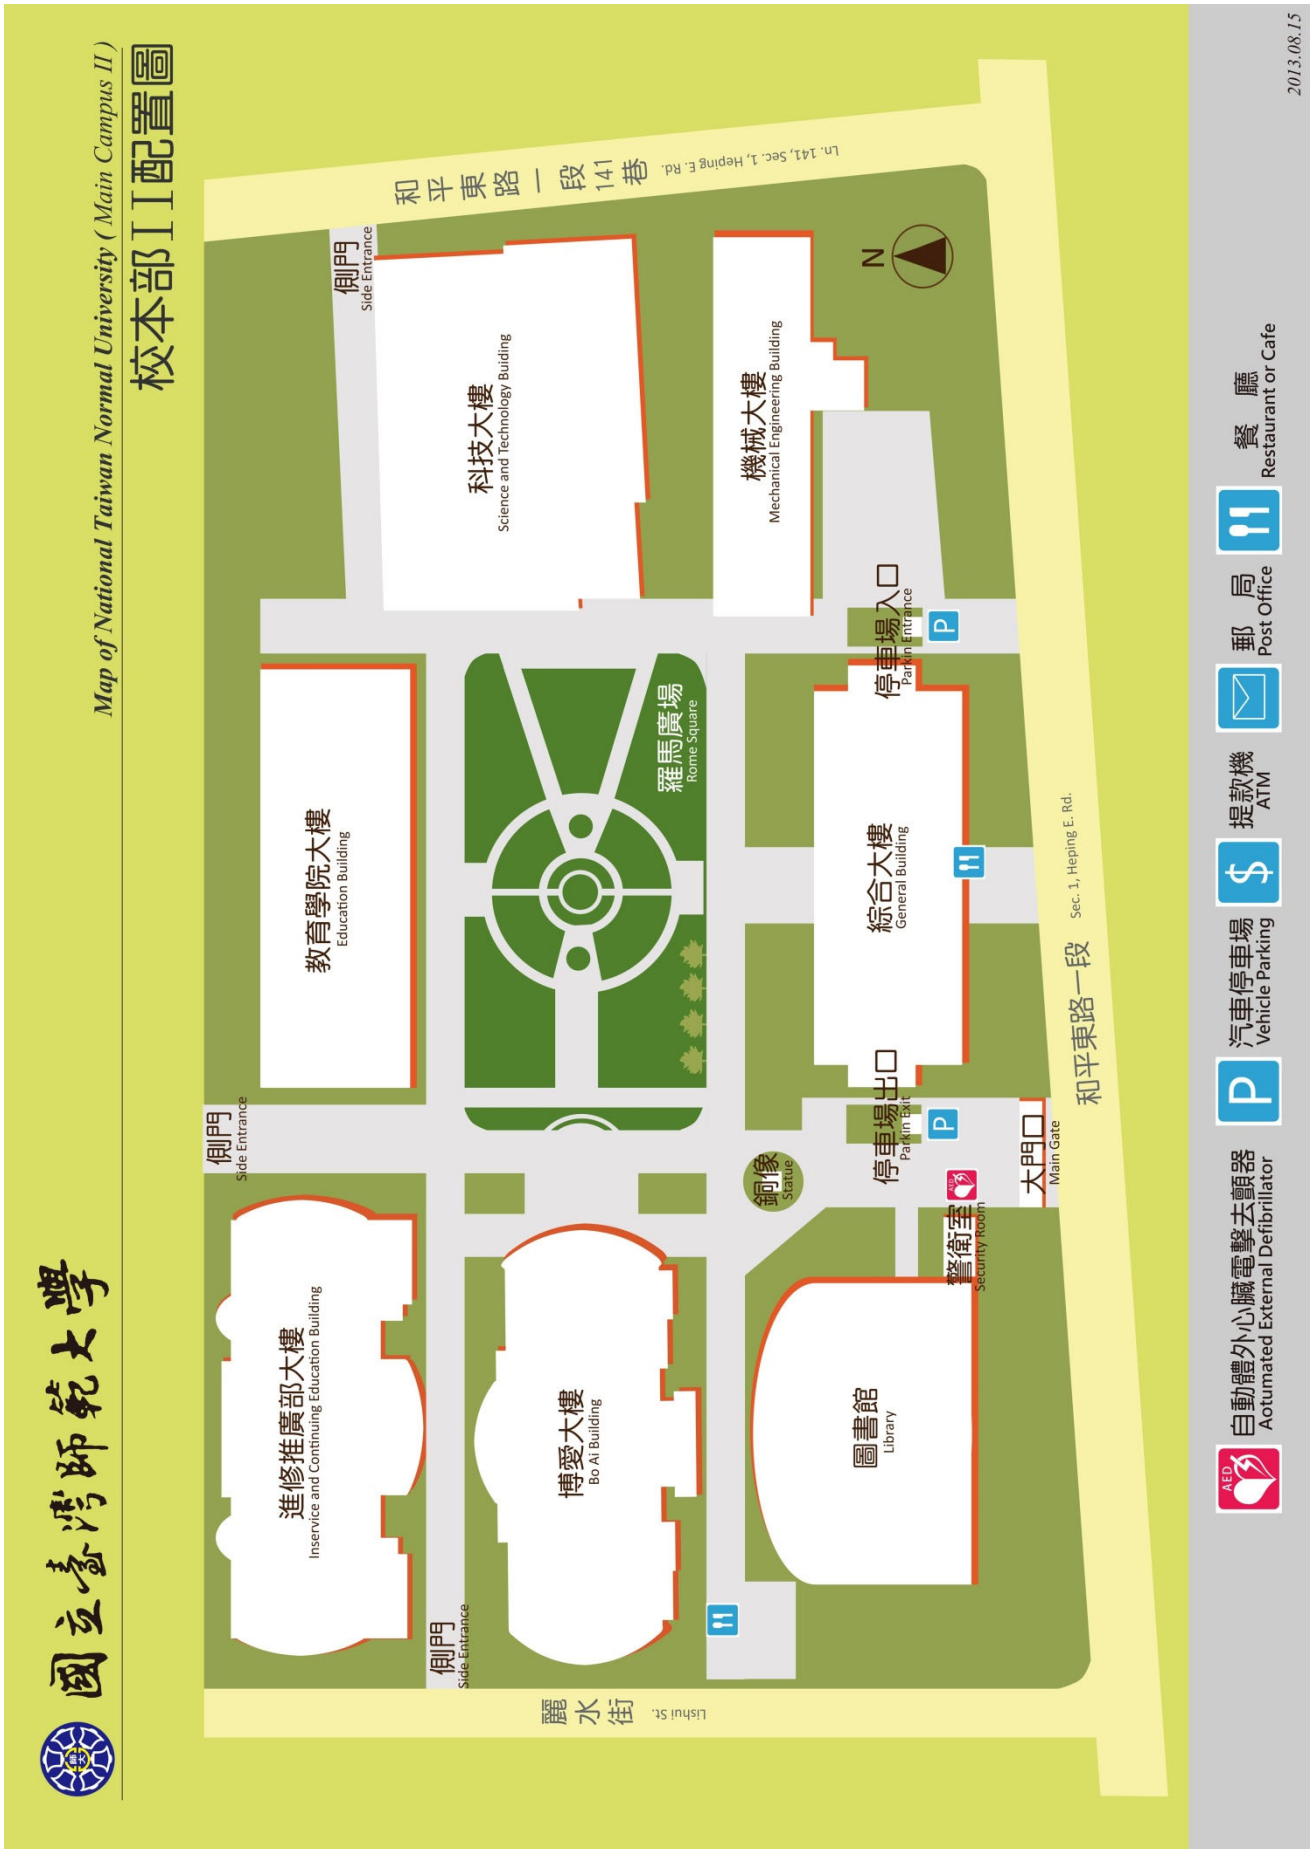 國立臺灣師範大學
Map of National Taiwan Normal University ( Main Campus II )
校本部II配置圖
側門
Side Entrance
側門
Side Entrance
側門
Side Entrance
進修推廣部大樓
Inservice and Continuing Education Building
教育學院大樓
Education Building
科技大樓
Science and Technology Buiding
博愛大樓
Bo Ai Building
羅馬廣場
Rome Square
機械大樓
Mechanical Engineering Building
圖書館
Library
銅像
Statue
綜合大樓
General Building
停車場出口
Parkin Exit
P
停車場入口
Parkin Entrance
P
警衛室
Security Room
AED
大門口
Main Gate
N
麗水街
Lishui St.
和平東路一段141巷
Ln. 141, Sec. 1, Heping E. Rd.
和平東路一段 Sec. 1, Heping E. Rd.
AED
自動體外心臟電擊去顫器
Aotumated External Defibrillator
P
汽車停車場
Vehicle Parking
$
提款機
ATM
郵局
Post Office
餐廳
Restaurant or Cafe
2013.08.15